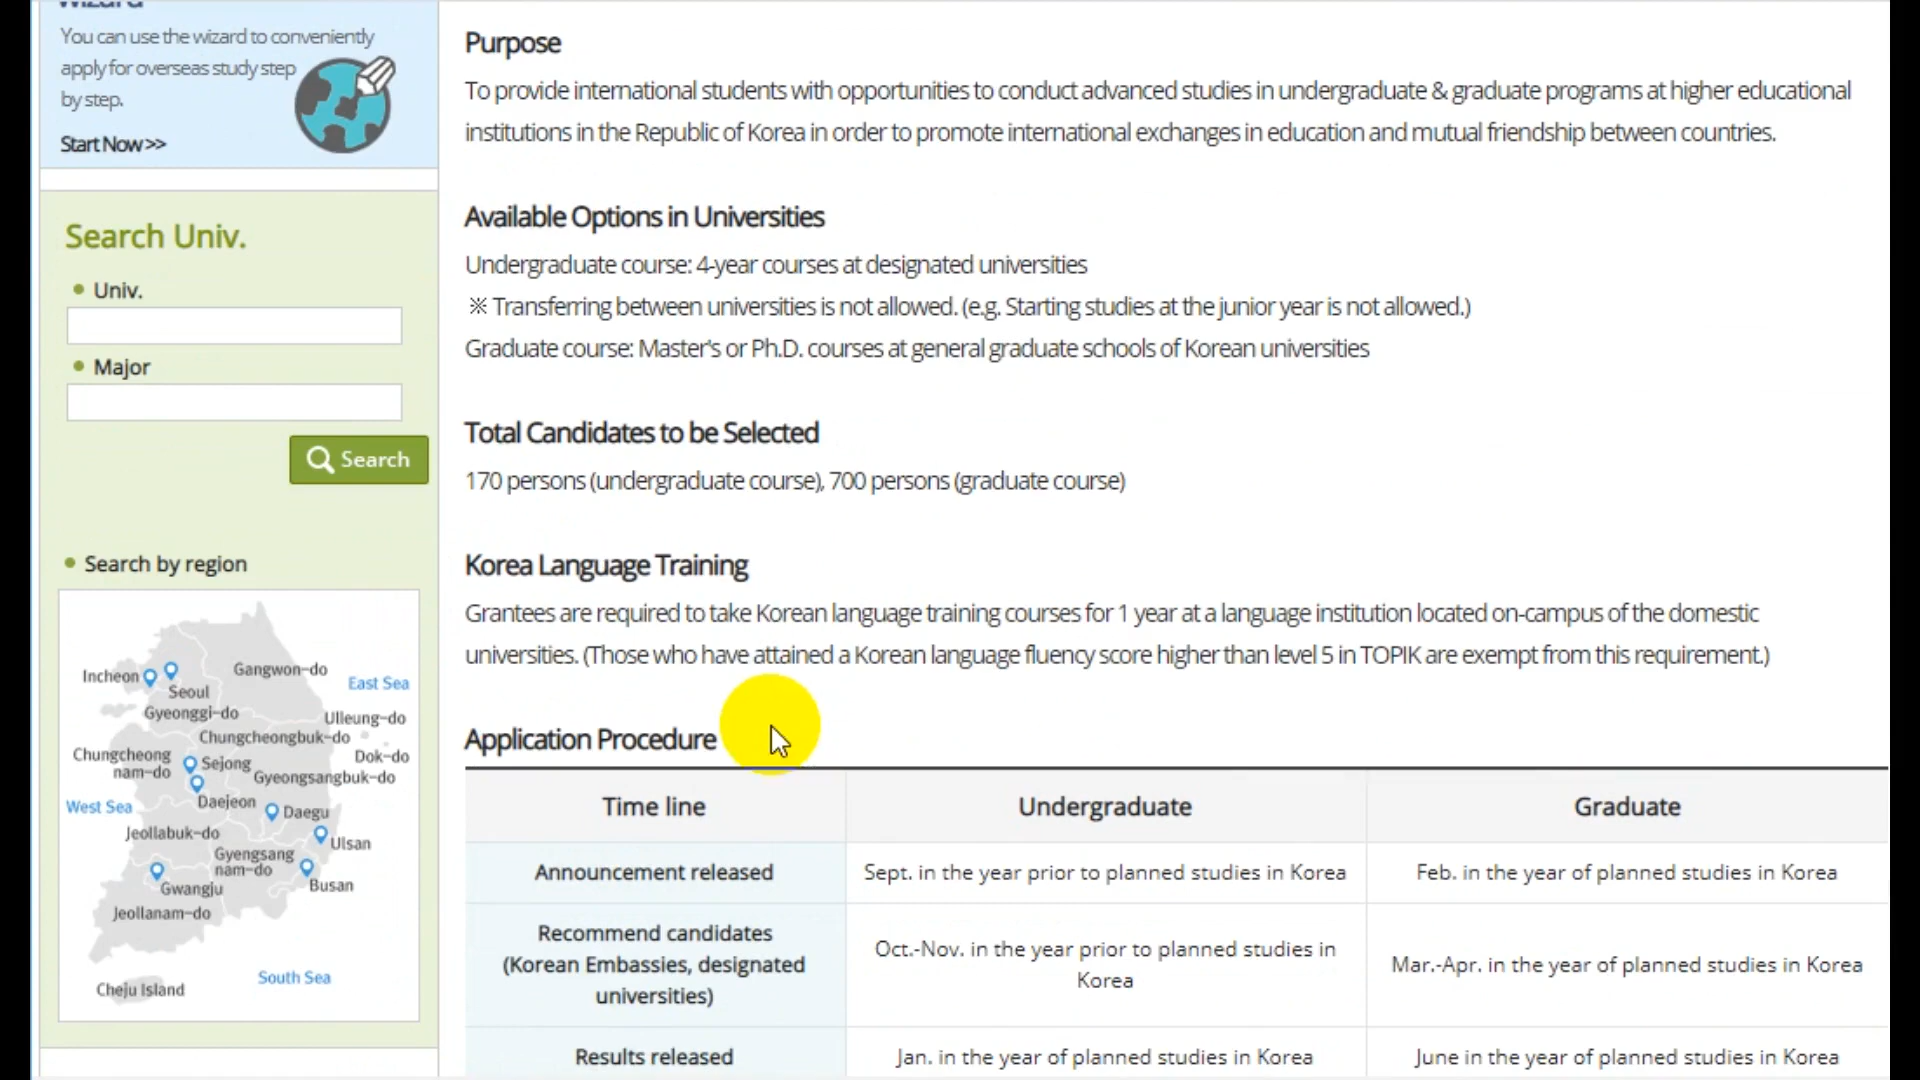 You can use the wizard to conveniently
apply for overseas study step
by step.
Start Now >>
Search Univ.
Univ.
Major
Search
Search by region
Incheon
Seoul
Gangwon-do
East Sea
Gyeonggi-do
Ulleung-do
Chungcheongbuk-do
Chungcheong
nam-do
Sejong
Dok-do
Gyeongsangbuk-do
West Sea
Daejeon
Daegu
Jeollabuk-do
Ulsan
Gyengsang
nam-do
Gwangju
Busan
Jeollanam-do
South Sea
Cheju Island
Purpose
To provide international students with opportunities to conduct advanced studies in undergraduate & graduate programs at higher educational
institutions in the Republic of Korea in order to promote international exchanges in education and mutual friendship between countries.
Available Options in Universities
Undergraduate course: 4-year courses at designated universities
※ Transferring between universities is not allowed. (e.g. Starting studies at the junior year is not allowed.)
Graduate course: Master's or Ph.D. courses at general graduate schools of Korean universities
Total Candidates to be Selected
170 persons (undergraduate course), 700 persons (graduate course)
Korea Language Training
Grantees are required to take Korean language training courses for 1 year at a language institution located on-campus of the domestic
universities. (Those who have attained a Korean language fluency score higher than level 5 in TOPIK are exempt from this requirement.)
Application Procedure
Time line Undergraduate Graduate
Announcement released Sept. in the year prior to planned studies in Korea Feb. in the year of planned studies in Korea
Recommend candidates
(Korean Embassies, designated
universities)
Oct.-Nov. in the year prior to planned studies in
Korea
Mar.-Apr. in the year of planned studies in Korea
Results released Jan. in the year of planned studies in Korea June in the year of planned studies in Korea